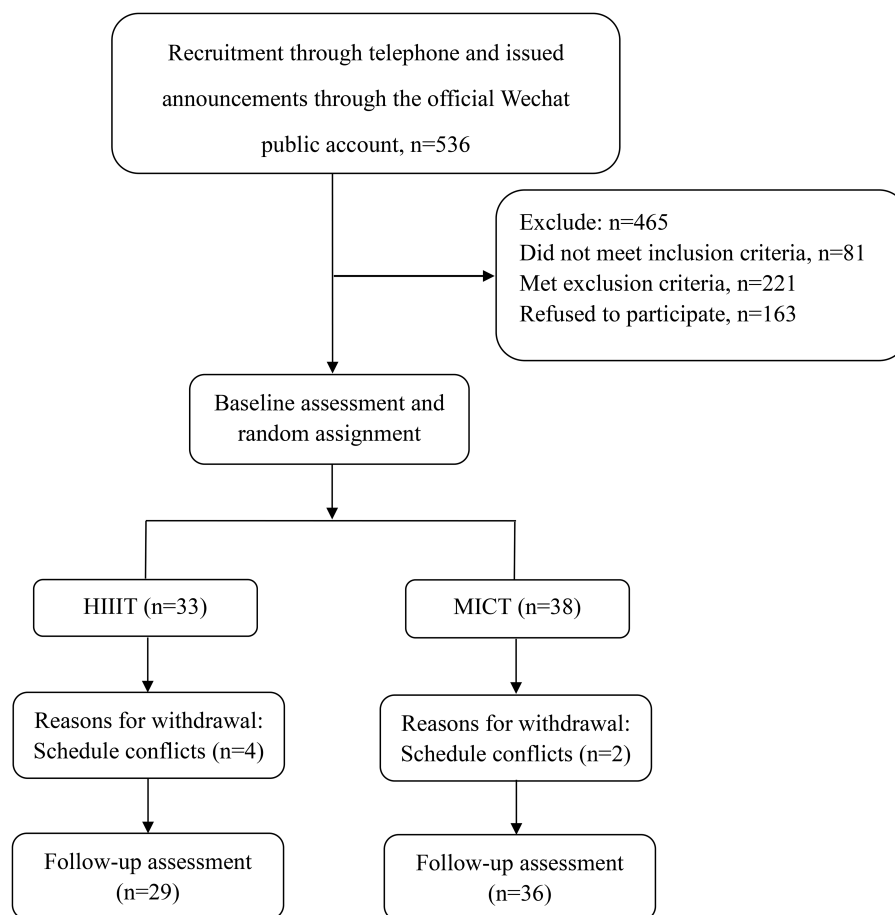 Recruitment through telephone and issued
announcements through the official Wechat
public account, n=536
Exclude: n=465
Did not meet inclusion criteria, n=81
Met exclusion criteria, n=221
Refused to participate, n=163
Baseline assessment and
random assignment
HIIIT (n=33)
MICT (n=38)
Reasons for withdrawal:
Schedule conflicts (n=4)
Reasons for withdrawal:
Schedule conflicts (n=2)
Follow-up assessment
(n=29)
Follow-up assessment
(n=36)